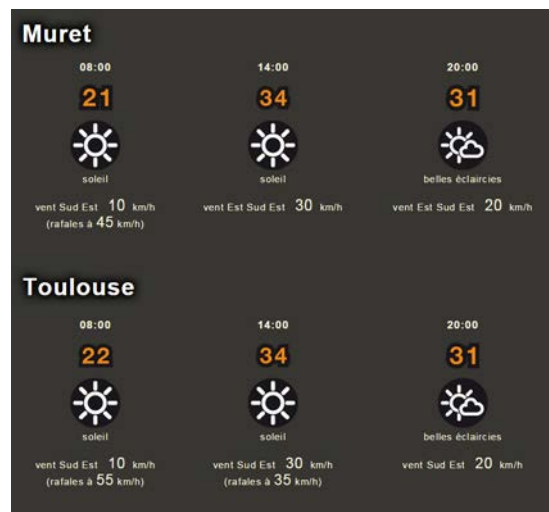 Muret
08:00 14:00 20:00
21 34 31
soleil soleil belles èclaircies
vent Sud Est 10 km/h vent Est Sud Est 30 km/h vent Est Sud Est 20 km/h
(rafales à 45 km/h)
Toulouse
08:00 14:00 20:00
22 34 31
soleil soleil belles èclaircies
vent Sud Est 10 km/h vent Sud Est 30 km/h vent Sud Est 20 km/h
(rafales à 55 km/h) (rafales à 35 km/h)